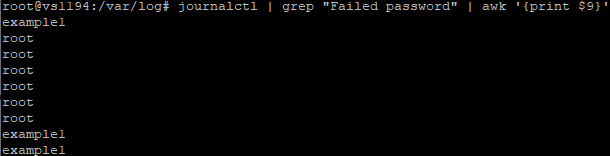 root@vs1194:/var/log# journalctl | grep "Failed password" | awk '{print $9}'
example1
root
root
root
root
root
root
example1
example1